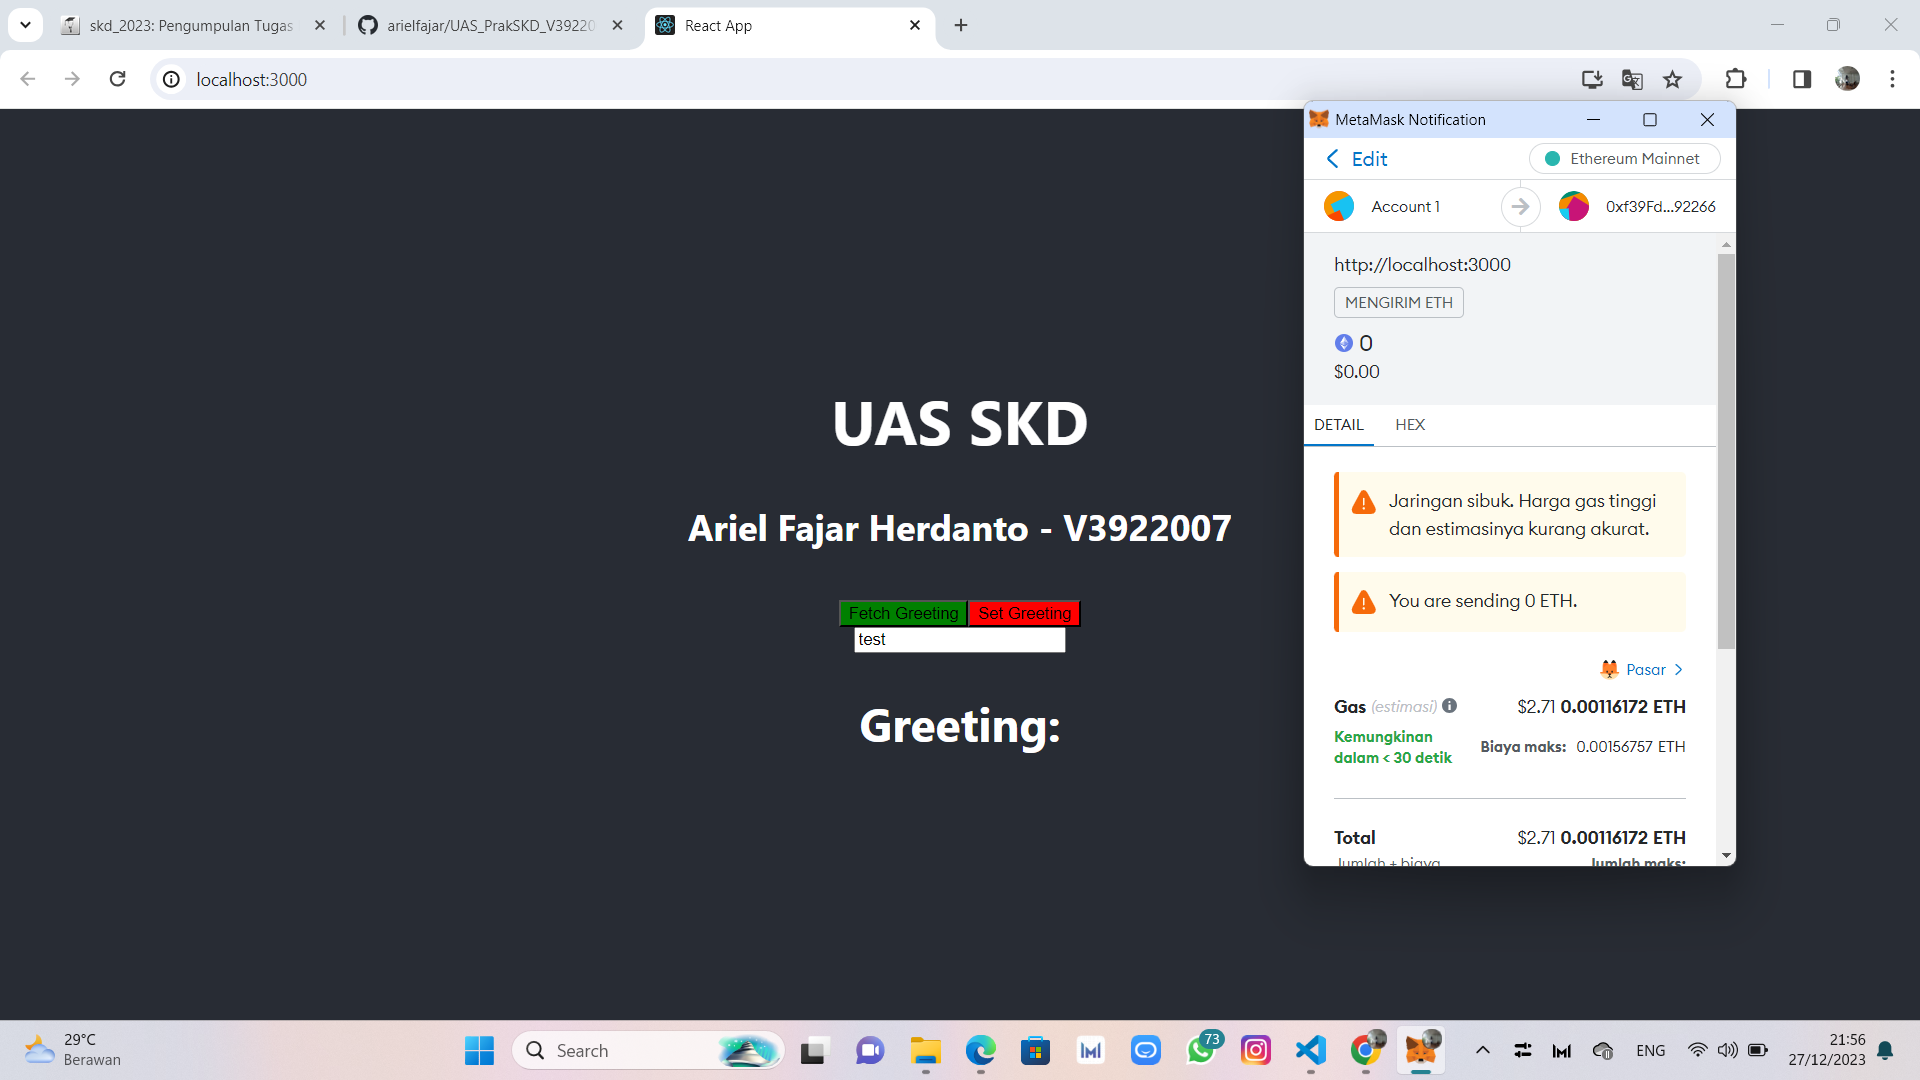 skd_2023: Pengumpulan Tugas
arielfajar/UAS_PrakSKD_V39220
React App
localhost:3000
MetaMask Notification
Edit
Ethereum Mainnet
Account 1
0xf39Fd...92266
http://localhost:3000
MENGIRIM ETH
0
$0.00
DETAIL
HEX
Jaringan sibuk. Harga gas tinggi
dan estimasinya kurang akurat.
You are sending 0 ETH.
Pasar
Gas (estimasi)
$2.71 0.00116172 ETH
Kemungkinan
dalam < 30 detik
Biaya maks: 0.00156757 ETH
Total
$2.71 0.00116172 ETH
Jumlah + biaya
Jumlah maks:
UAS SKD
Ariel Fajar Herdanto - V3922007
Fetch Greeting
Set Greeting
test
Greeting:
29°C
Berawan
Search
73
ENG
21:56
27/12/2023